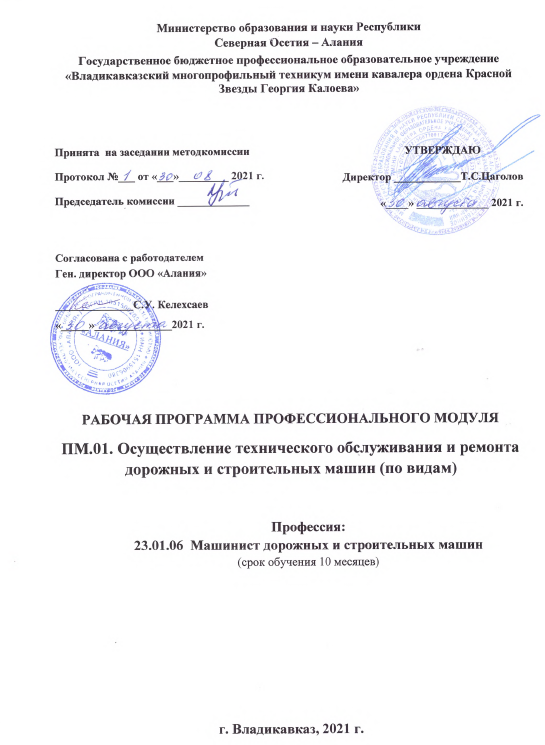 Министерство образования и науки Республики
Северная Осетия – Алания
Государственное бюджетное профессиональное образовательное учреждение
«Владикавказский многопрофильный техникум имени кавалера ордена Красной
Звезды Георгия Калоева»
Принята на заседании методкомиссии
УТВЕРЖДАЮ
Протокол № 1 от «30» 08 2021 г.
Директор ____________Т.С.Цаголов
Председатель комиссии _____________
«30» августа 2021 г.
Согласована с работодателем
Ген. директор ООО «Алания»
С.У. Келехсаев
«30» августа 2021 г.
«АЛАНИЯ»
РАБОЧАЯ ПРОГРАММА ПРОФЕССИОНАЛЬНОГО МОДУЛЯ
ПМ.01. Осуществление технического обслуживания и ремонта
дорожных и строительных машин (по видам)
Профессия:
23.01.06 Машинист дорожных и строительных машин
(срок обучения 10 месяцев)
г. Владикавказ, 2021 г.